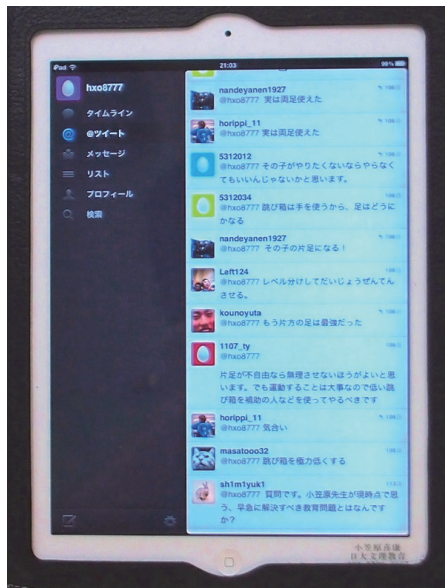 iPad
21:03
99%
hxo8777
タイムライン
@ツイート
メッセージ
リスト
プロフィール
検索
nandeyanen1927
@hxo8777 実は両足使えた
horippi_11
@hxo8777 実は両足使えた
5312012
@hxo8777 その子がやりたくないならやらなく
てもいいんじゃないかと思います。
5312034
@hxo8777 跳び箱は手を使うから、足はどうに
かなる
nandeyanen1927
@hxo8777 その子の片足になる！
Left124
@hxo8777 レベル分けしてだいじょうぜんてん
させる。
kounoyuta
@hxo8777 もう片方の足は最強だった
1107_ty
@hxo8777
片足が不自由なら無理させないほうがよいと思
います。でも運動することは大事なので低い跳
び箱を補助の人などを使ってやるべきです
horippi_11
@hxo8777 気合い
masatooo32
@hxo8777 跳び箱を極力低くする
sh1m1yuk1
@hxo8777 質問です。小笠原先生が現時点で思
う、早急に解決すべき教育問題とはなんです
か？
小笠原喜康
日大文理教育